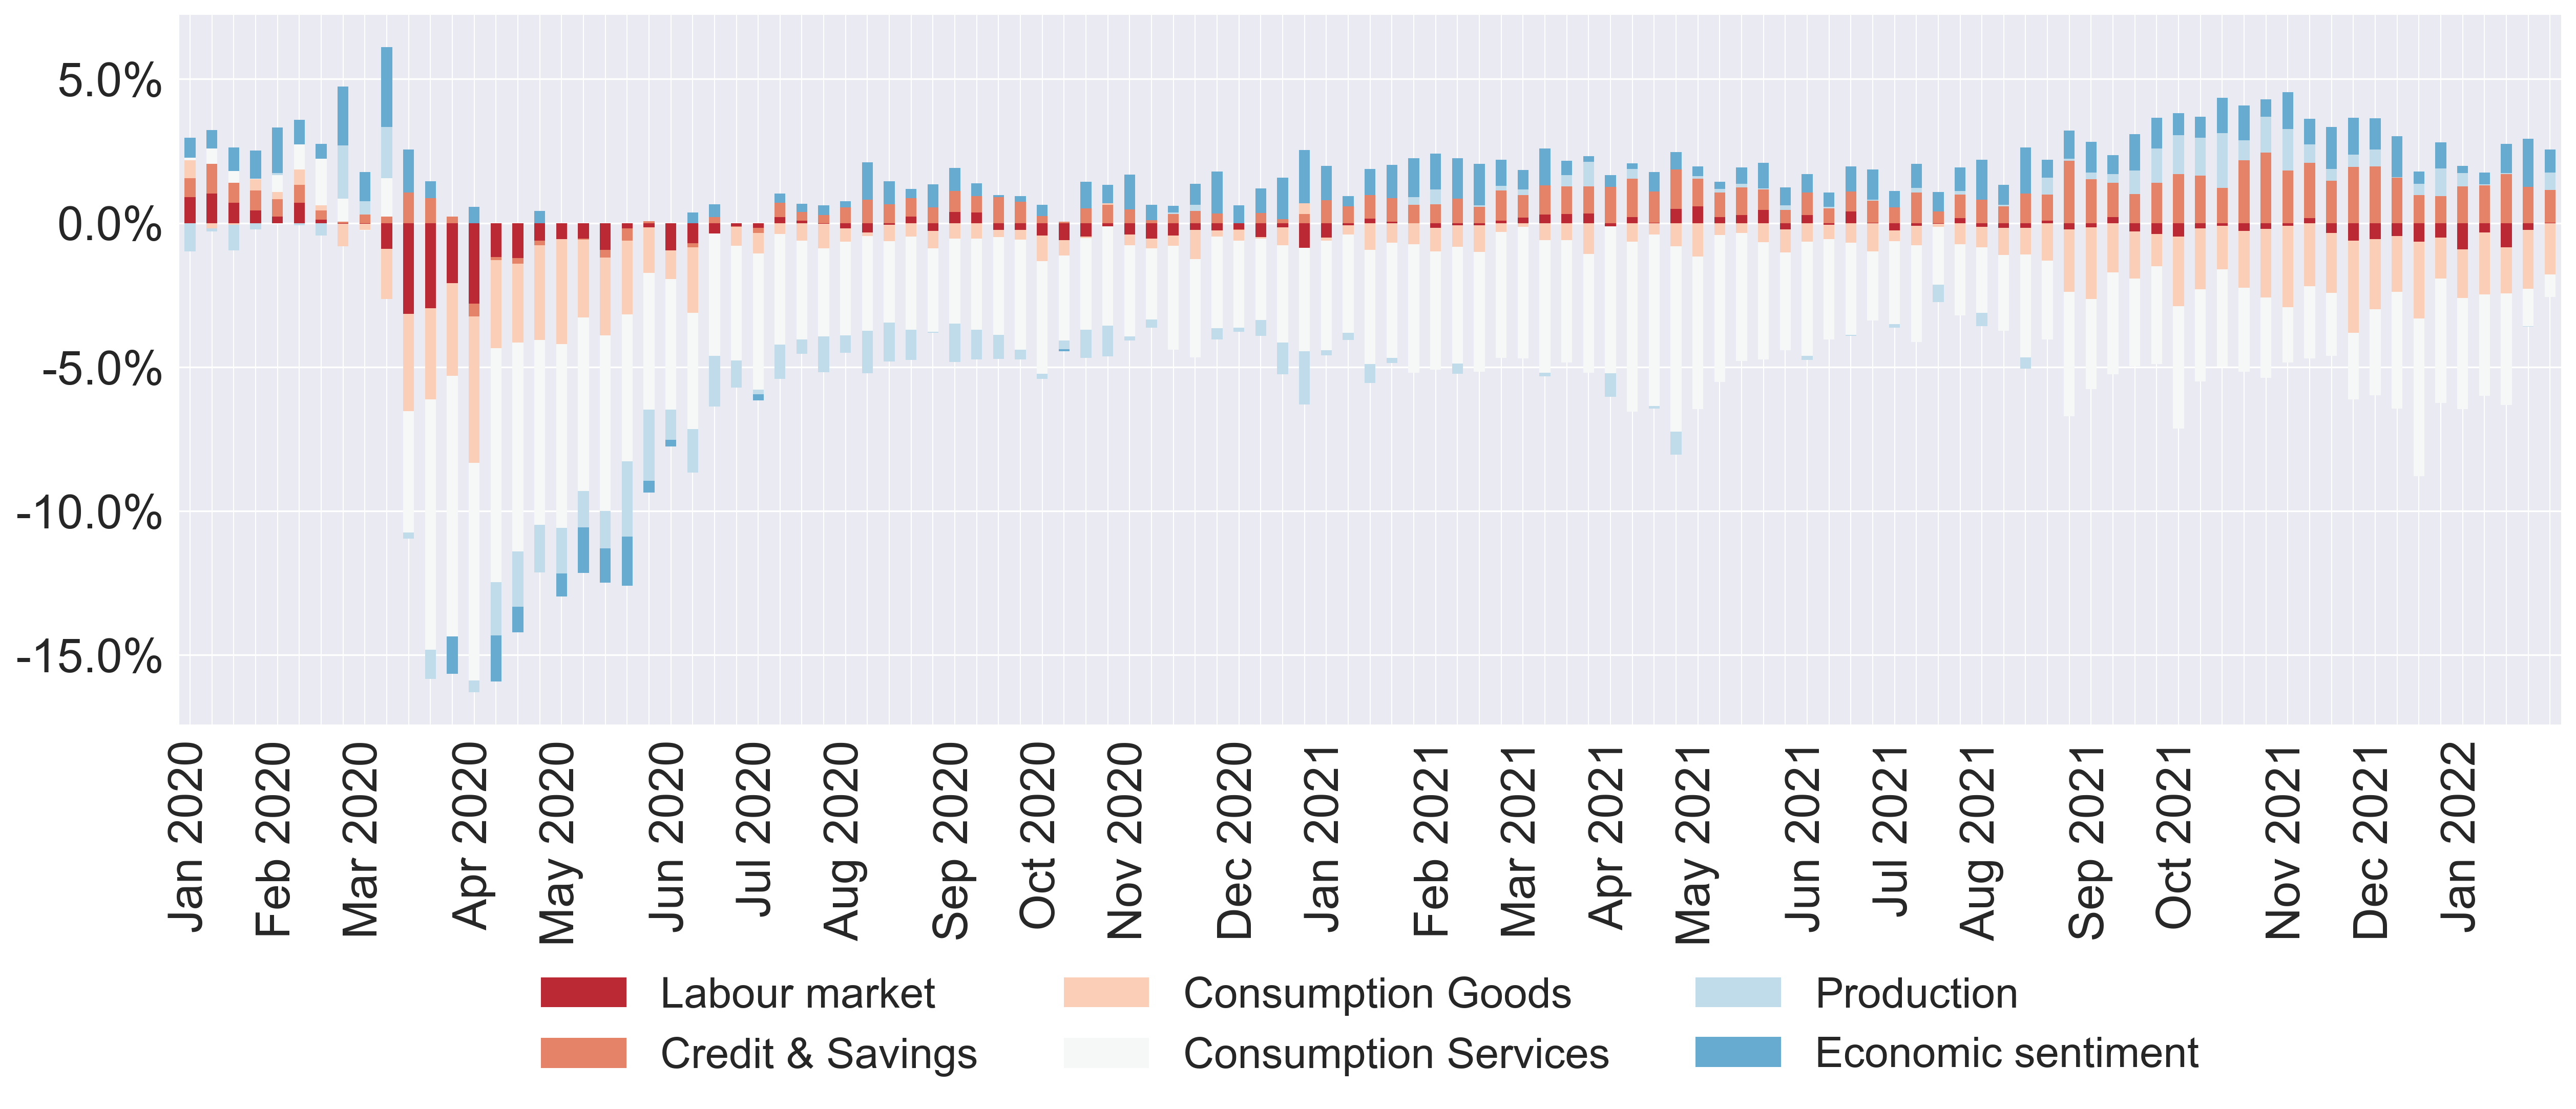 5.0%
0.0%
-5.0%
-10.0%
-15.0%
Jan 2020
Feb 2020
Mar 2020
Apr 2020
May 2020
Jun 2020
Jul 2020
Aug 2020
Sep 2020
Oct 2020
Nov 2020
Dec 2020
Jan 2021
Feb 2021
Mar 2021
Apr 2021
May 2021
Jun 2021
Jul 2021
Aug 2021
Sep 2021
Oct 2021
Nov 2021
Dec 2021
Jan 2022
Labour market
Consumption Goods
Production
Credit & Savings
Consumption Services
Economic sentiment